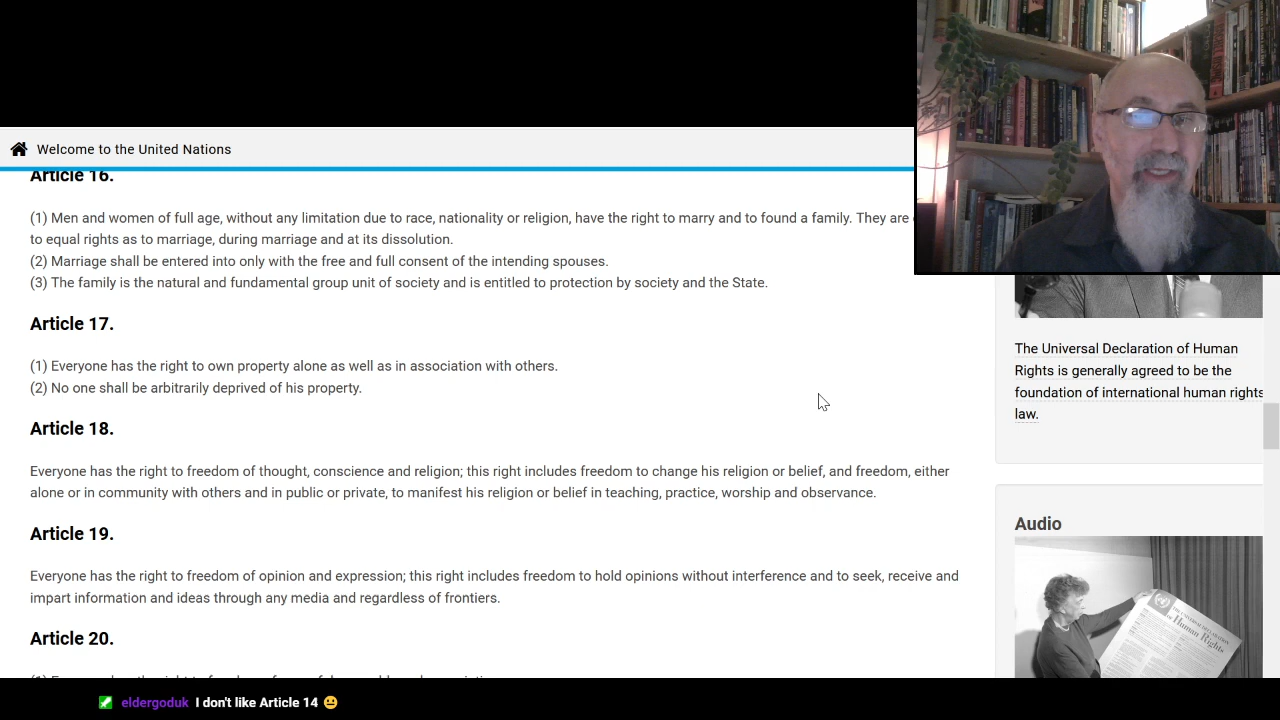 Welcome to the United Nations
Article 16.
(1) Men and women of full age, without any limitation due to race, nationality or religion, have the right to marry and to found a family. They are
to equal rights as to marriage, during marriage and at its dissolution.
(2) Marriage shall be entered into only with the free and full consent of the intending spouses.
(3) The family is the natural and fundamental group unit of society and is entitled to protection by society and the State.
Article 17.
(1) Everyone has the right to own property alone as well as in association with others.
(2) No one shall be arbitrarily deprived of his property.
Article 18.
Everyone has the right to freedom of thought, conscience and religion; this right includes freedom to change his religion or belief, and freedom, either
alone or in community with others and in public or private, to manifest his religion or belief in teaching, practice, worship and observance.
Article 19.
Everyone has the right to freedom of opinion and expression; this right includes freedom to hold opinions without interference and to seek, receive and
impart information and ideas through any media and regardless of frontiers.
Article 20.
The Universal Declaration of Human
Rights is generally agreed to be the
foundation of international human rights
law.
Audio
Human Rights
eldergoduk I don't like Article 14 😐